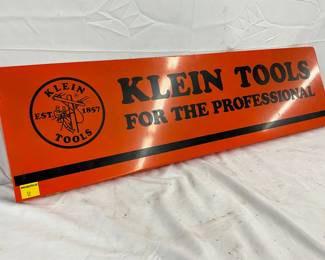 KLEIN
EST. 1857
TOOLS
KLEIN TOOLS
FOR THE PROFESSIONAL